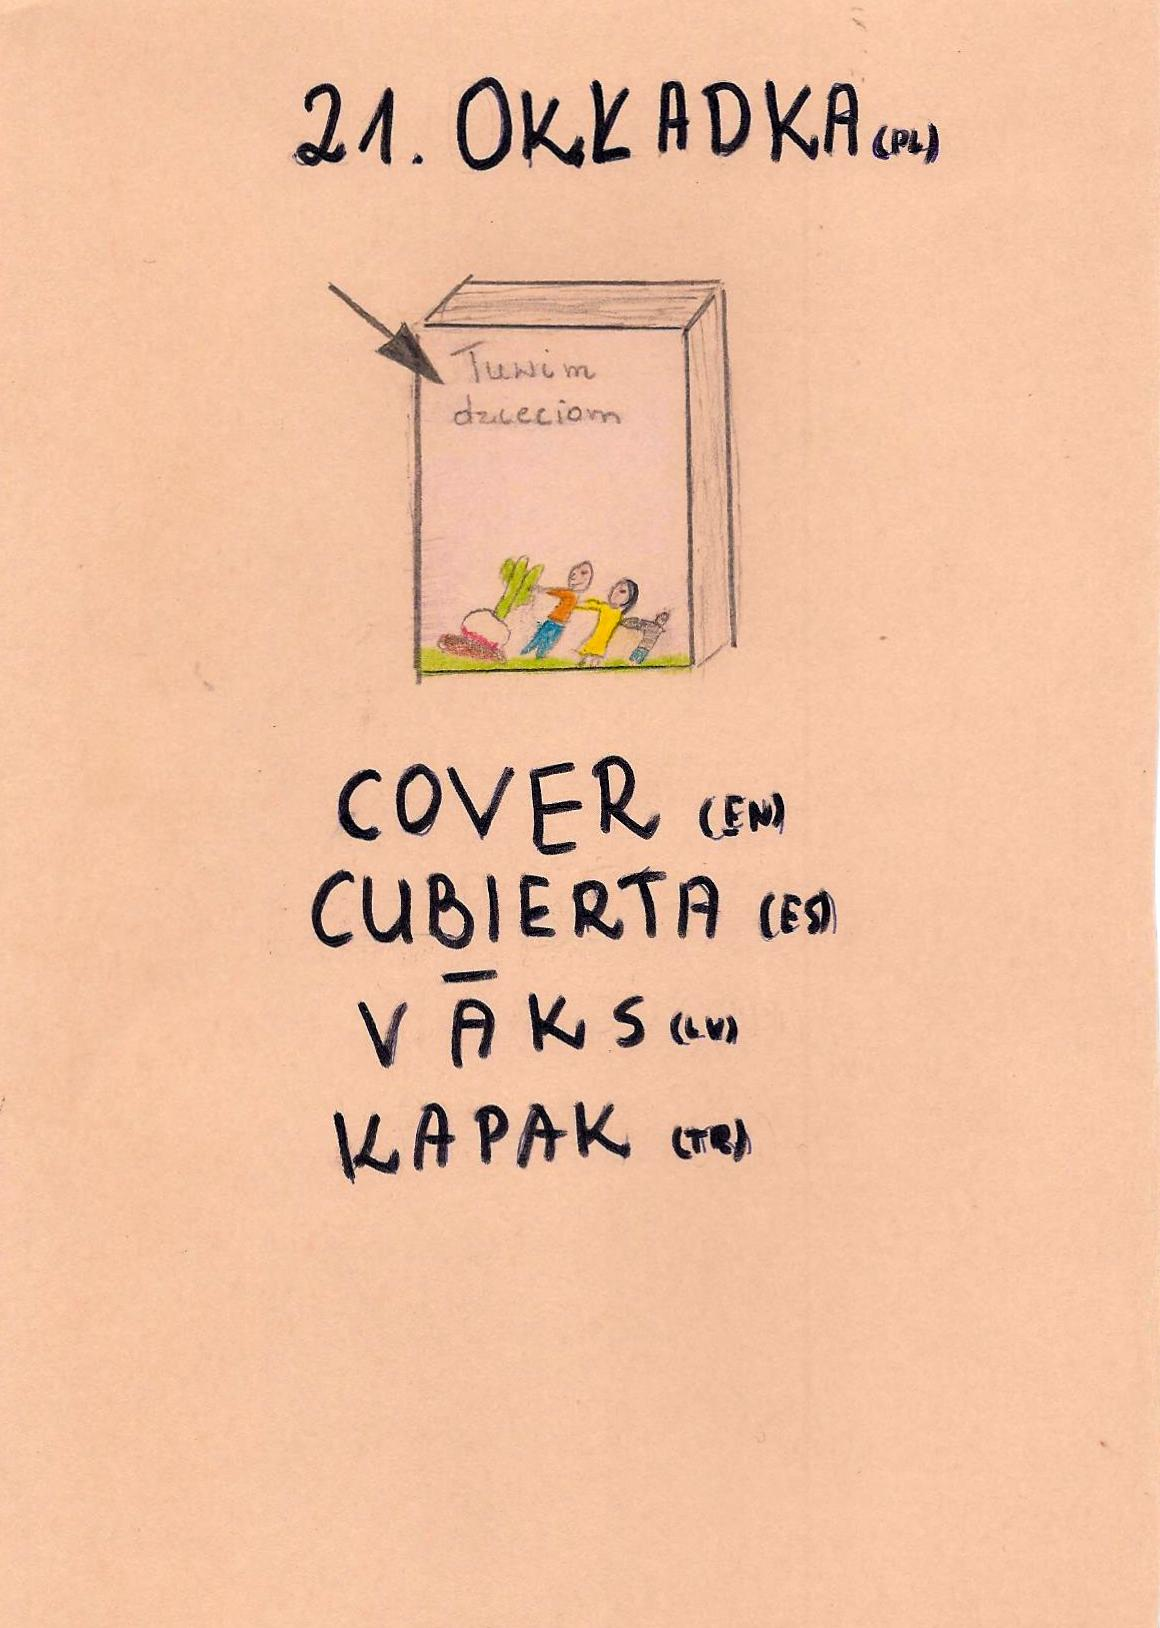 21. OKŁADKA (PL)
Tuwim
dzieciom
COVER (EN)
CUBIERTA (ES)
VĀKS (LV)
KAPAK (TR)